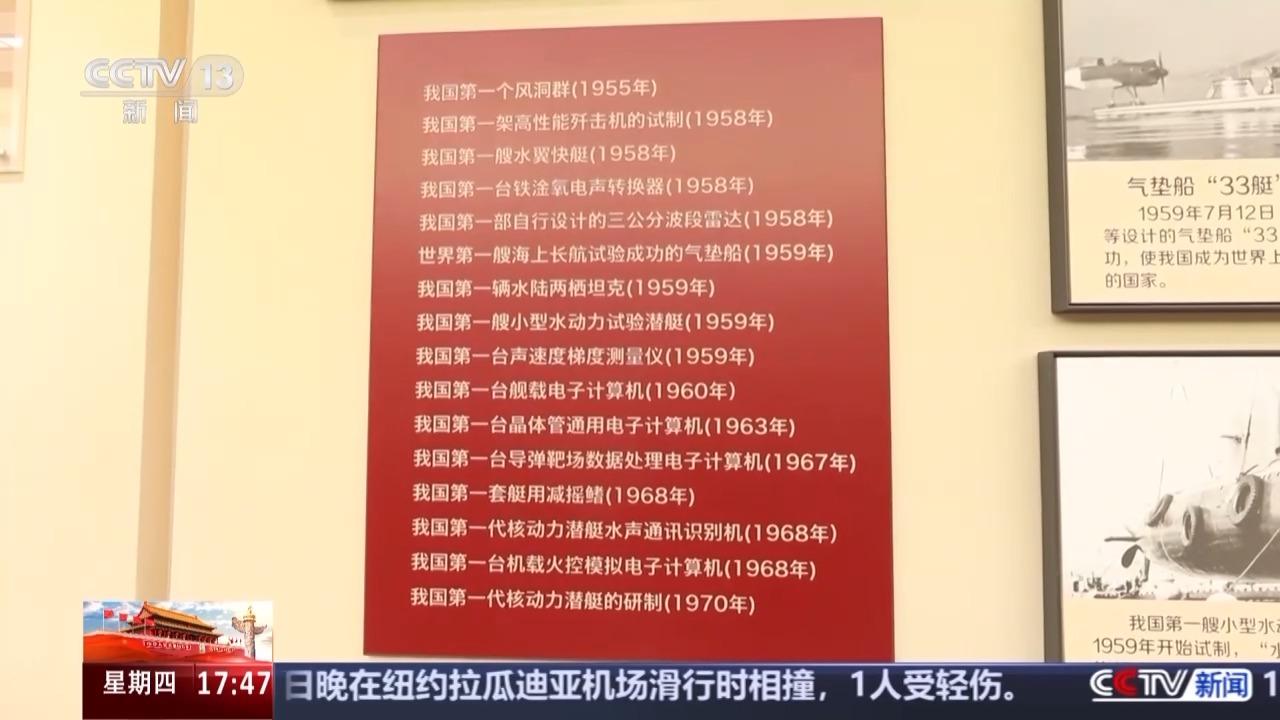 CCTV 13
新闻
我国第一个风洞群(1955年)
我国第一架高性能歼击机的试制(1958年)
我国第一艘水翼快艇(1958年)
我国第一台铁淦氧电声转换器(1958年)
我国第一部自行设计的三公分波段雷达(1958年)
世界第一艘海上长航试验成功的气垫船(1959年)
我国第一辆水陆两栖坦克(1959年)
我国第一艘小型水动力试验潜艇(1959年)
我国第一台声速度梯度测量仪(1959年)
我国第一台舰载电子计算机(1960年)
我国第一台晶体管通用电子计算机(1963年)
我国第一台导弹靶场数据处理电子计算机(1967年)
我国第一套艇用减摇鳍(1968年)
我国第一代核动力潜艇水声通讯识别机(1968年)
我国第一台机载火控模拟电子计算机(1968年)
我国第一代核动力潜艇的研制(1970年)
气垫船“33艇”
1959年7月12日
等设计的气垫船“33
功，使我国成为世界上
的国家。
我国第一艘小型水
1959年开始试制，“
星期四 17:47
日晚在纽约拉瓜迪亚机场滑行时相撞，1人受轻伤。
CCTV 新闻 1